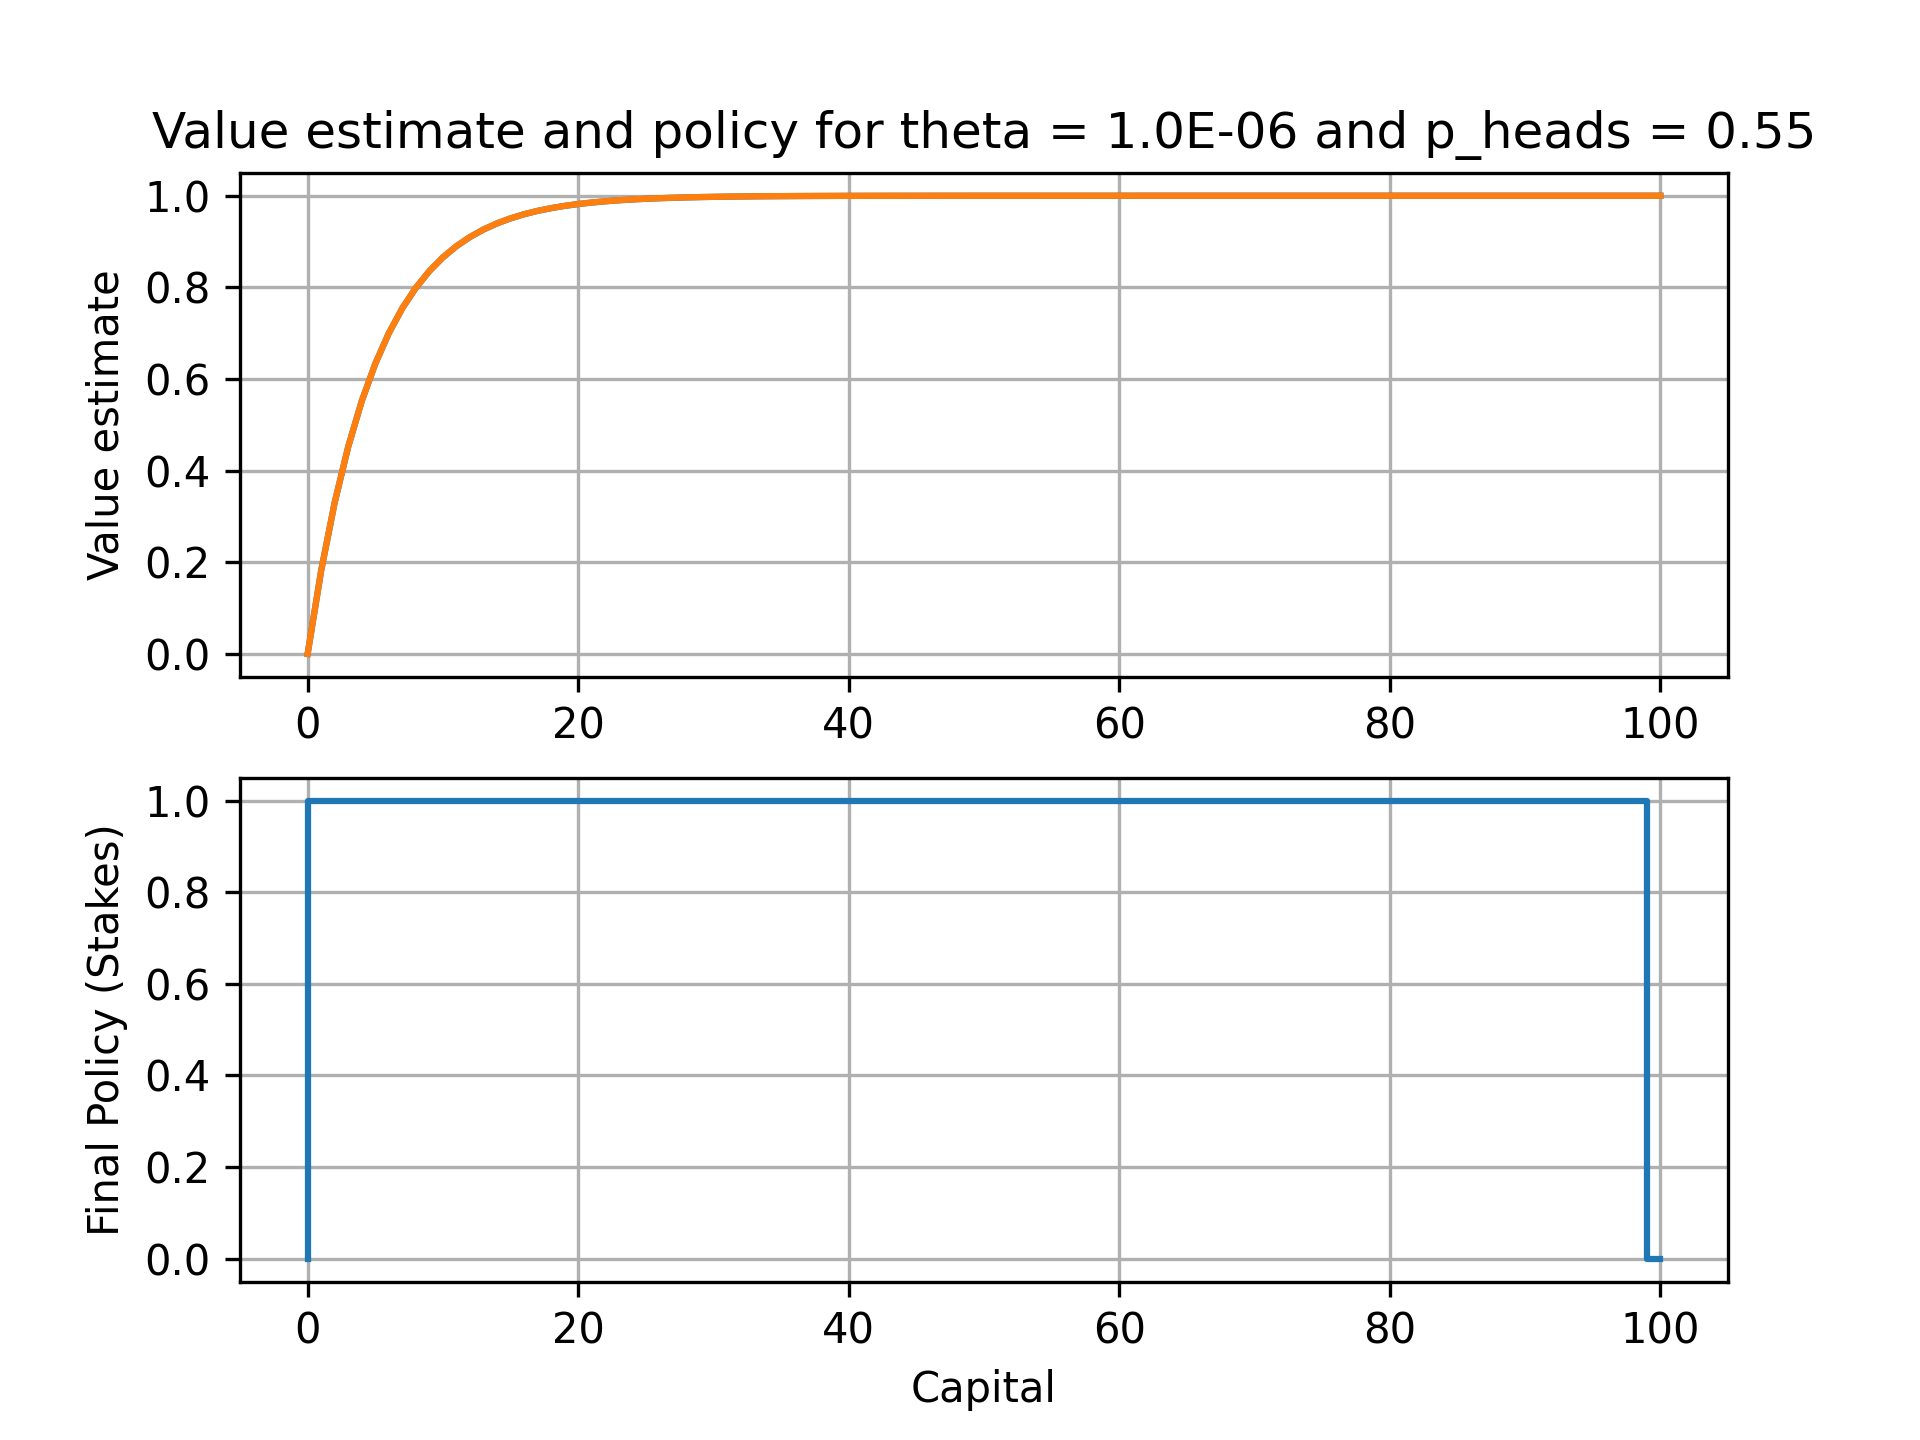 Value estimate and policy for theta = 1.0E-06 and p_heads = 0.55
Value estimate
1.0
0.8
0.6
0.4
0.2
0.0
0 20 40 60 80 100
Final Policy (Stakes)
1.0
0.8
0.6
0.4
0.2
0.0
0 20 40 60 80 100
Capital